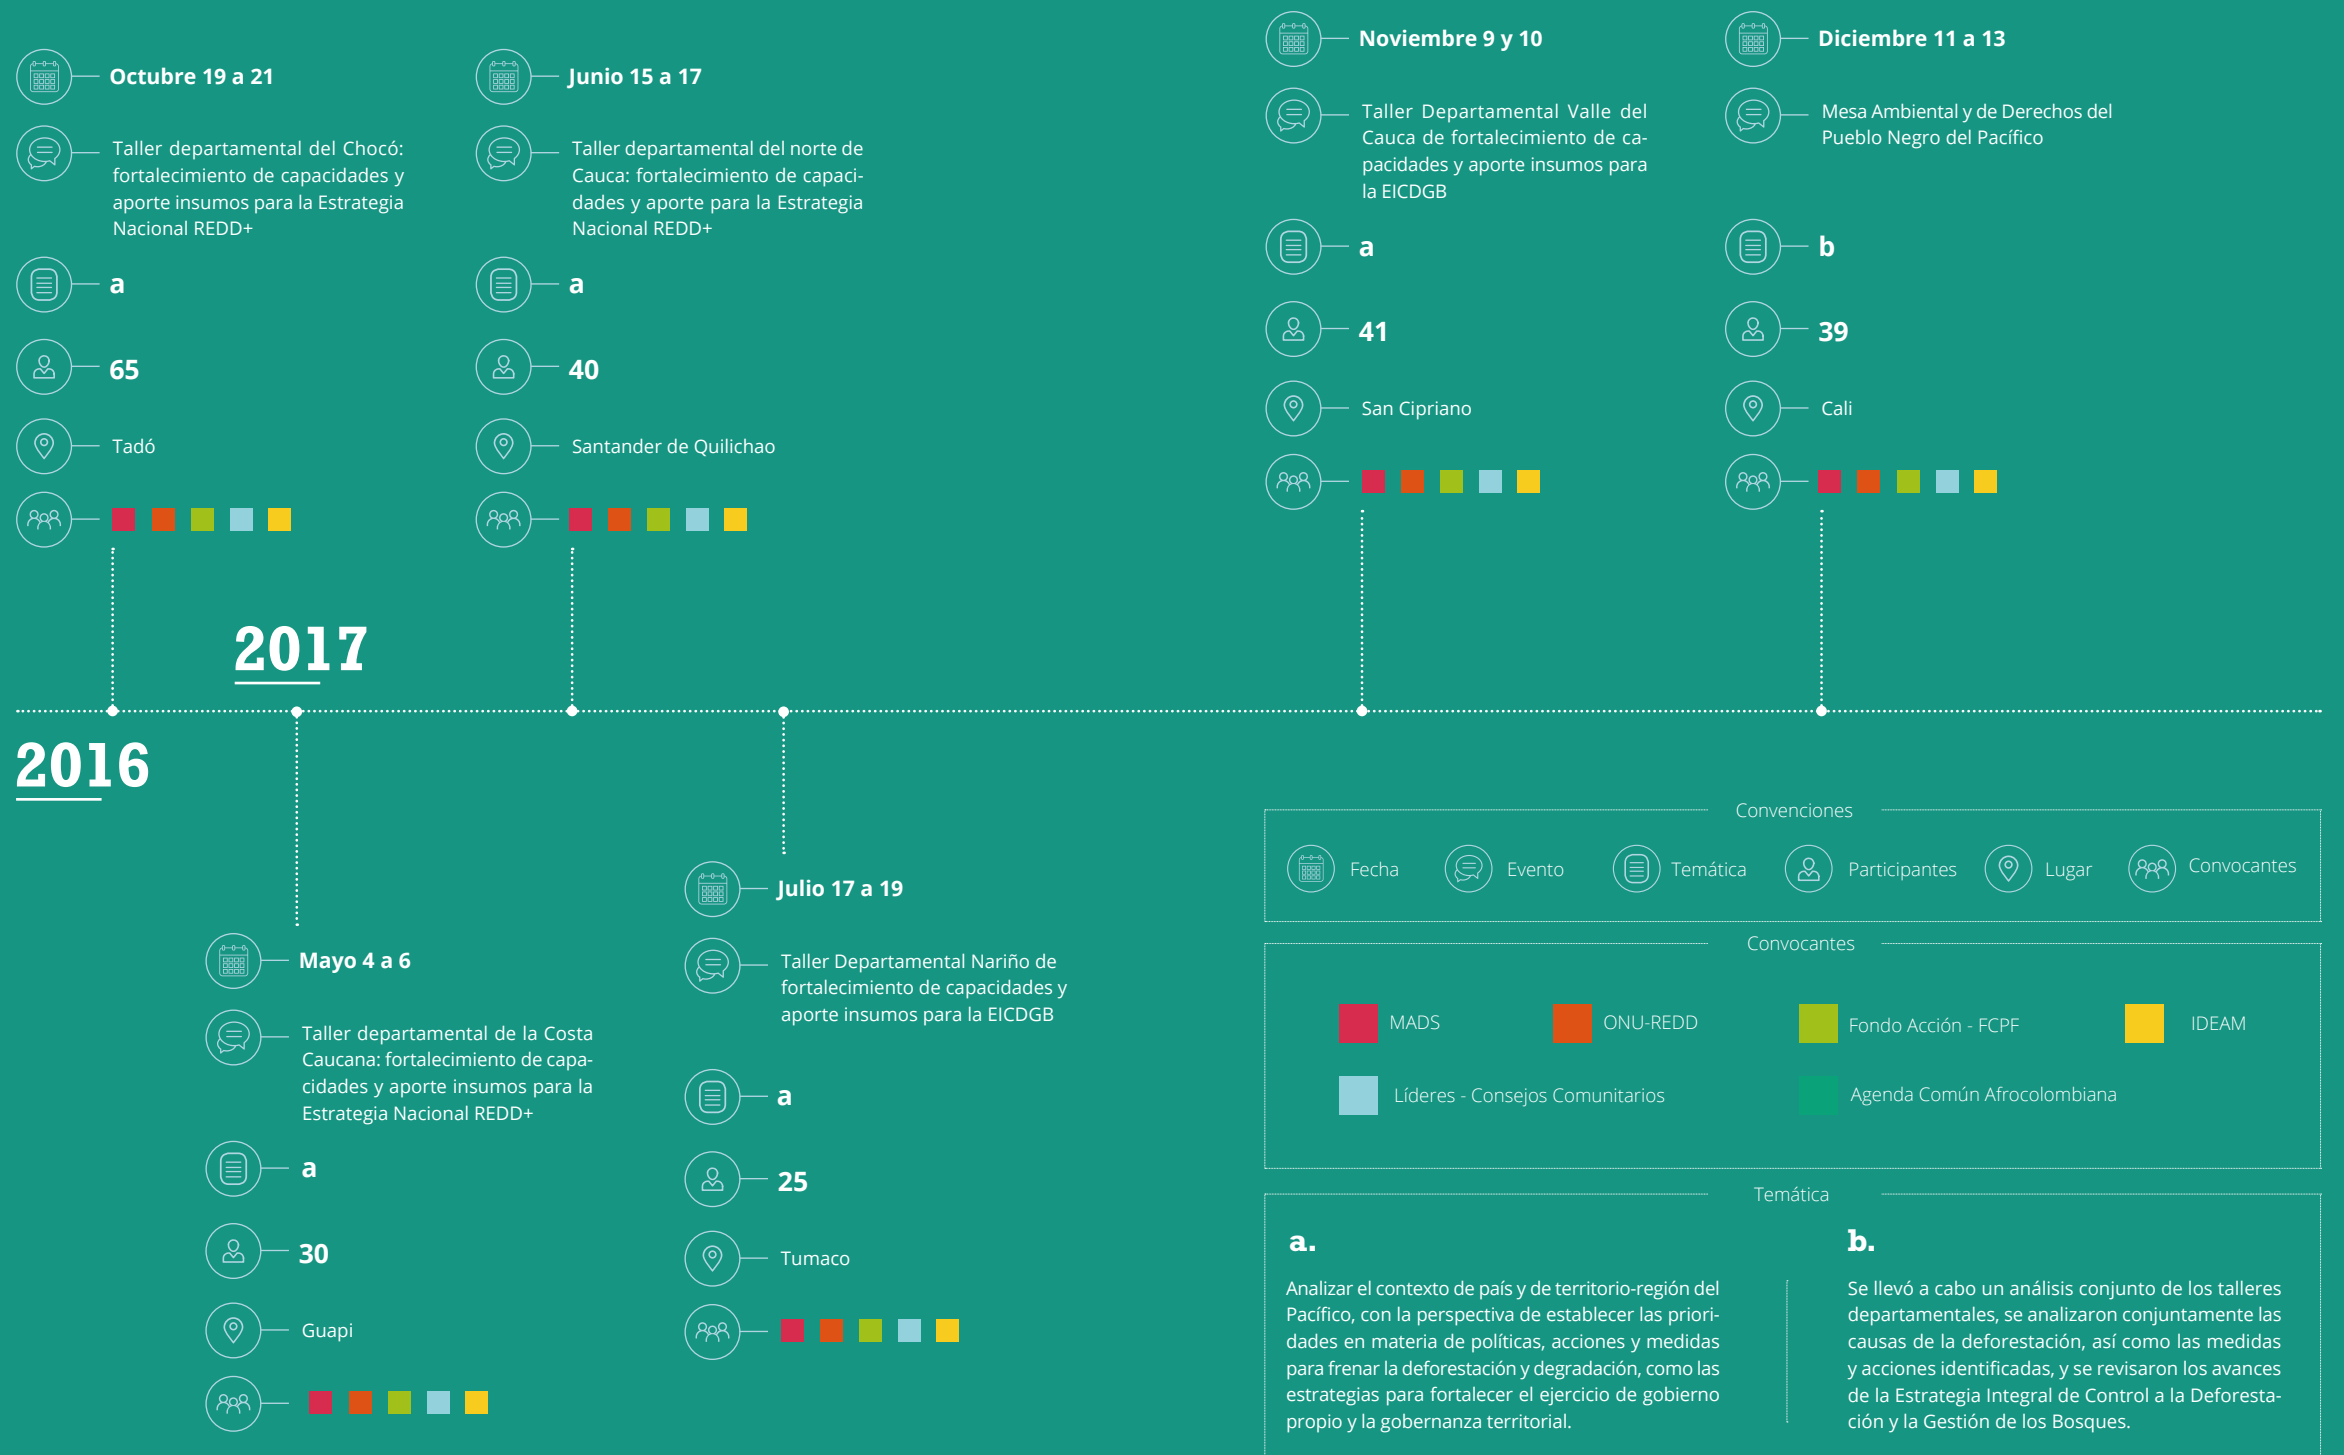 Octubre 19 a 21
Taller departamental del Chocó:
fortalecimiento de capacidades y
aporte insumos para la Estrategia
Nacional REDD+
a
65
Tadó
Junio 15 a 17
Taller departamental del norte de
Cauca: fortalecimiento de capaci-
dades y aporte para la Estrategia
Nacional REDD+
a
40
Santander de Quilichao
Noviembre 9 y 10
Taller Departamental Valle del
Cauca de fortalecimiento de ca-
pacidades y aporte insumos para
la EICDGB
a
41
San Cipriano
Diciembre 11 a 13
Mesa Ambiental y de Derechos del
Pueblo Negro del Pacífico
b
39
Cali
2017
2016
Mayo 4 a 6
Taller departamental de la Costa
Caucana: fortalecimiento de capa-
cidades y aporte insumos para la
Estrategia Nacional REDD+
a
30
Guapi
Julio 17 a 19
Taller Departamental Nariño de
fortalecimiento de capacidades y
aporte insumos para la EICDGB
a
25
Tumaco
Convenciones
Fecha
Evento
Temática
Participantes
Lugar
Convocantes
Convocantes
MADS
ONU-REDD
Fondo Acción - FCPF
IDEAM
Líderes - Consejos Comunitarios
Agenda Común Afrocolombiana
Temática
a.
Analizar el contexto de país y de territorio-región del
Pacífico, con la perspectiva de establecer las priori-
dades en materia de políticas, acciones y medidas
para frenar la deforestación y degradación, como las
estrategias para fortalecer el ejercicio de gobierno
propio y la gobernanza territorial.
b.
Se llevó a cabo un análisis conjunto de los talleres
departamentales, se analizaron conjuntamente las
causas de la deforestación, así como las medidas
y acciones identificadas, y se revisaron los avances
de la Estrategia Integral de Control a la Deforesta-
ción y la Gestión de los Bosques.